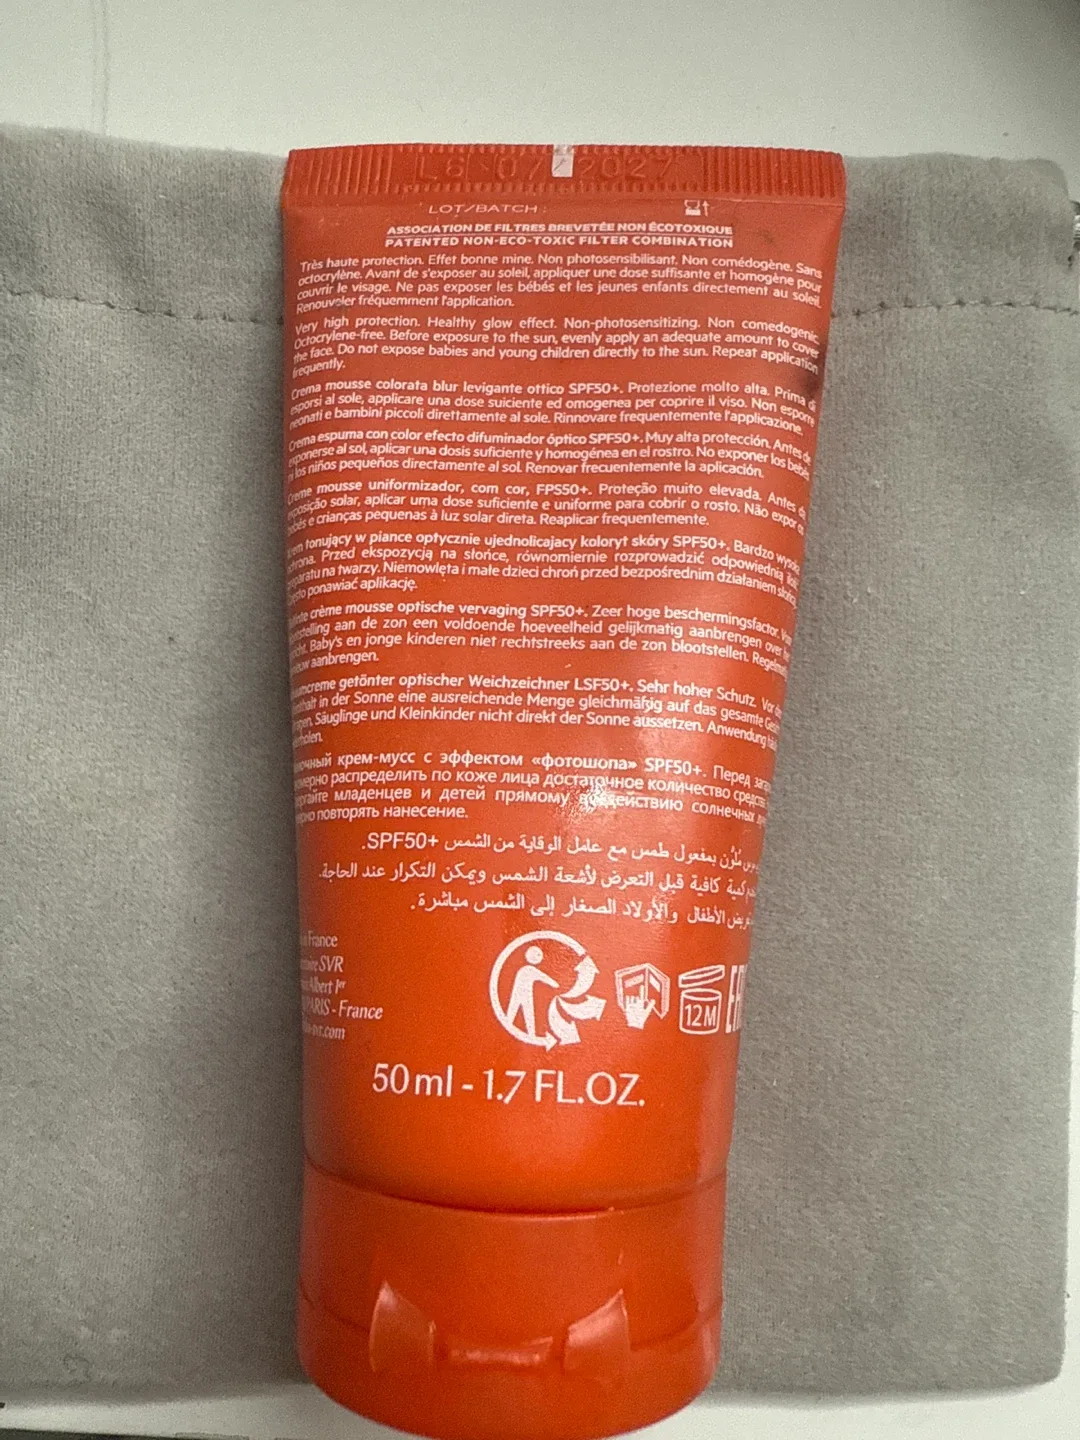 L6 07 2027
LOT/BATCH :
ASSOCIATION DE FILTRES BREVETÉE NON ÉCOTOXIQUE
PATENTED NON-ECO-TOXIC FILTER COMBINATION
Très haute protection. Effet bonne mine. Non photosensibilisant. Non comédogène. Sans
octocrylène. Avant de s'exposer au soleil, appliquer une dose suffisante et homogène pour
couvrir le visage. Ne pas exposer les bébés et les jeunes enfants directement au soleil.
Renouveler fréquemment l'application.
Very high protection. Healthy glow effect. Non-photosensitizing. Non comedogenic.
Octocrylene-free. Before exposure to the sun, evenly apply an adequate amount to cover
the face. Do not expose babies and young children directly to the sun. Repeat application
frequently.
Crema mousse colorata blur levigante ottico SPF50+. Protezione molto alta. Prima di
esporsi al sole, applicare una dose suiciente ed omogenea per coprire il viso. Non esporre
neonati e bambini piccoli direttamente al sole. Rinnovare frequentemente l'applicazione.
Crema espuma con color efecto difuminador óptico SPF50+. Muy alta protección. Antes de
exponerse al sol, aplicar una dosis suficiente y homogénea en el rostro. No exponer los bebés
ni los niños pequeños directamente al sol. Renovar frecuentemente la aplicación.
Creme mousse uniformizador, com cor, FPS50+. Proteção muito elevada. Antes da
exposição solar, aplicar uma dose suficiente e uniforme para cobrir o rosto. Não expor os
bebés e crianças pequenas à luz solar direta. Reaplicar frequentemente.
tonujący w piance optycznie ujednolicajacy koloryt skóry SPF50+. Bardzo wysoka
ochrona. Przed ekspozycją na słońce, równomiernie rozprowadzić odpowiednią ilość
preparatu na twarzy. Niemowlęta i małe dzieci chroń przed bezpośrednim działaniem słońca.
Często ponawiać aplikację.
crème mousse optische vervaging SPF50+. Zeer hoge beschermingsfactor. Voor
blootstelling aan de zon een voldoende hoeveelheid gelijkmatig aanbrengen over het
gezicht. Baby's en jonge kinderen niet rechtstreeks aan de zon blootstellen. Regelmatig
opnieuw aanbrengen.
getönter optischer Weichzeichner LSF50+. Sehr hoher Schutz. Vor dem
in der Sonne eine ausreichende Menge gleichmäßig auf das gesamte
Säuglinge und Kleinkinder nicht direkt der Sonne aussetzen. Anwendung
крем-мусс с эффектом «фотошопа» SPF50+. Перед
распределить по коже лица достаточное количество
младенцев и детей прямому воздействию солнечных
повторять нанесение.
ملوّن بمفعول طمس مع عامل الوقاية من الشمس SPF50+.
كمية كافية قبل التعرض لأشعة الشمس ويمكن التكرار عند الحاجة.
الأطفال والأولاد الصغار إلى الشمس مباشرة.
France
SVR
Albert 1er
PARIS - France
12 M
EAC
50 ml - 1.7 FL.OZ.